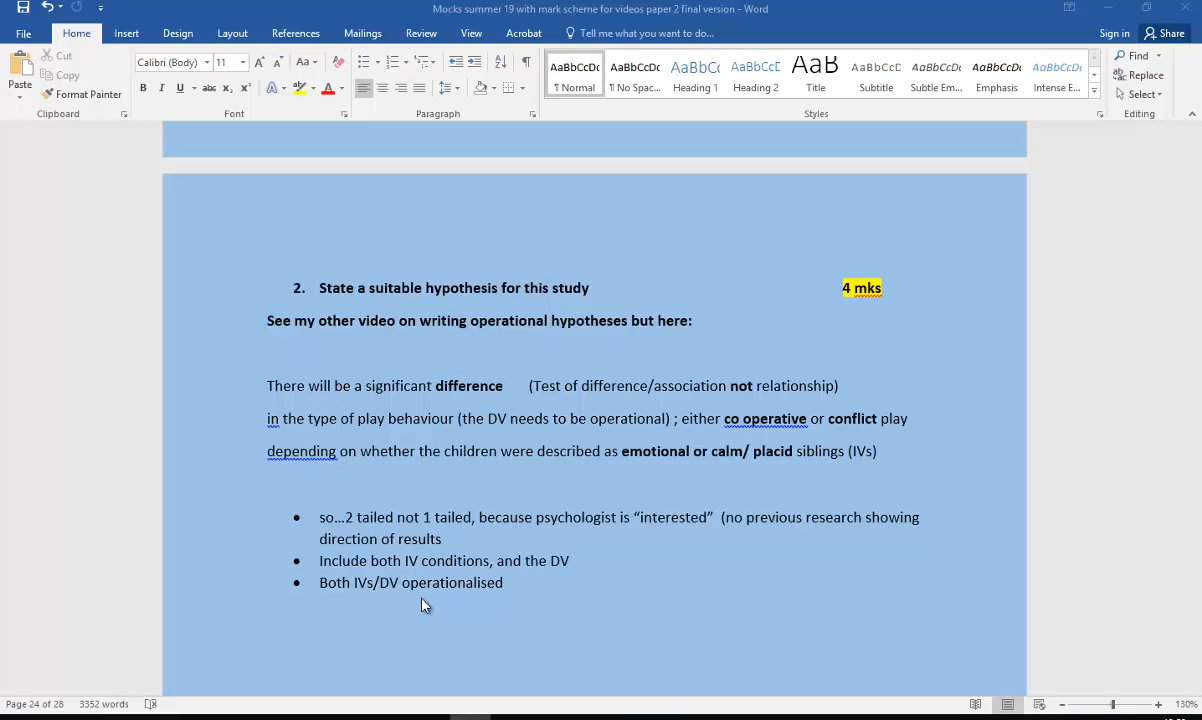 Mocks summer 19 with mark scheme for videos paper 2 final version - Word
File Home Insert Design Layout References Mailings Review View Acrobat Tell me what you want to do... Sign in Share
Paste Cut Copy Format Painter Clipboard
Calibri (Body) 11 Aa B I U abc X₂ X² A A Font
Paragraph
AaBbCcDc AaBbCcDc AaBbCc AaBbCcD AaB AaBbCcD AaBbCcDc AaBbCcDc AaBbCcDc
¶ Normal ¶ No Spac... Heading 1 Heading 2 Title Subtitle Subtle Em... Emphasis Intense E...
Styles
Find
Replace
Select
Editing
2. State a suitable hypothesis for this study 4 mks
See my other video on writing operational hypotheses but here:
There will be a significant difference (Test of difference/association not relationship)
in the type of play behaviour (the DV needs to be operational) ; either co operative or conflict play
depending on whether the children were described as emotional or calm/ placid siblings (IVs)
• so...2 tailed not 1 tailed, because psychologist is “interested” (no previous research showing
direction of results
• Include both IV conditions, and the DV
• Both IVs/DV operationalised
Page 24 of 28 3352 words 130%